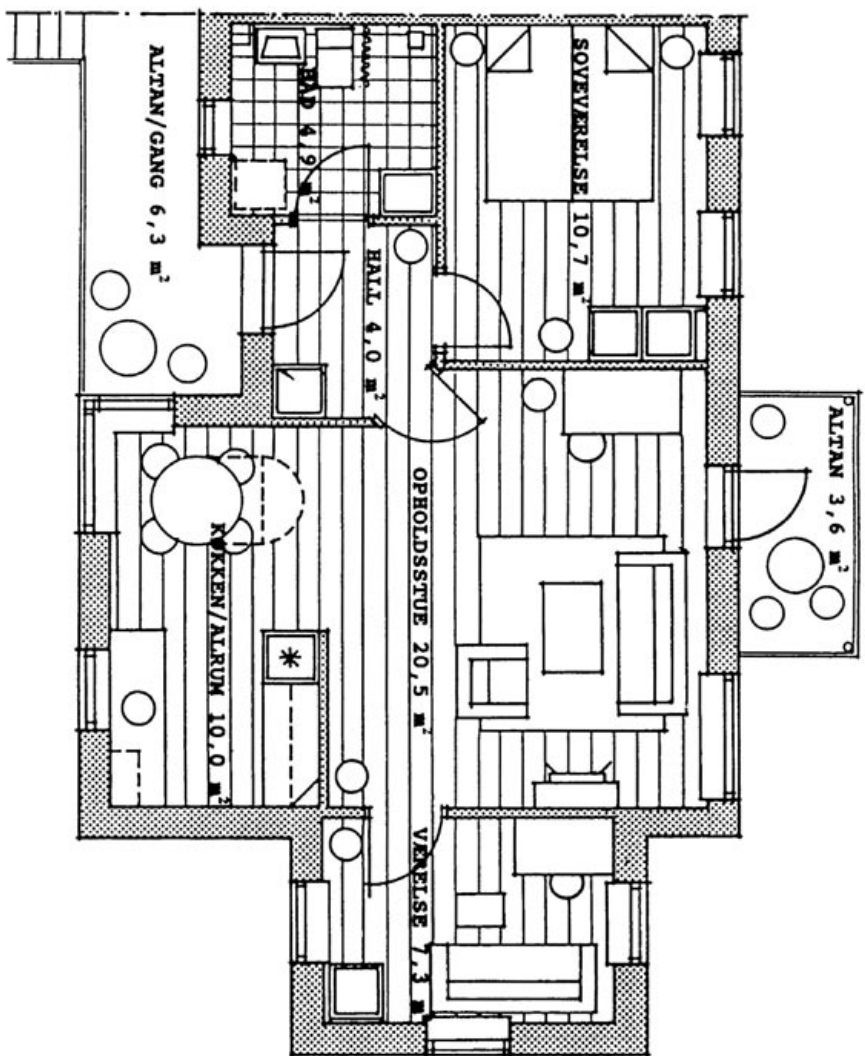 ALTAN/GANG 6,3 m²
BAD 4,9 m²
SOVEVÆRELSE 10,7 m²
HALL 4,0 m²
ALTAN 3,6 m²
OPHOLDSSTUE 20,5 m²
KØKKEN/ALRUM 10,0 m²
VÆRELSE 7,3 m²